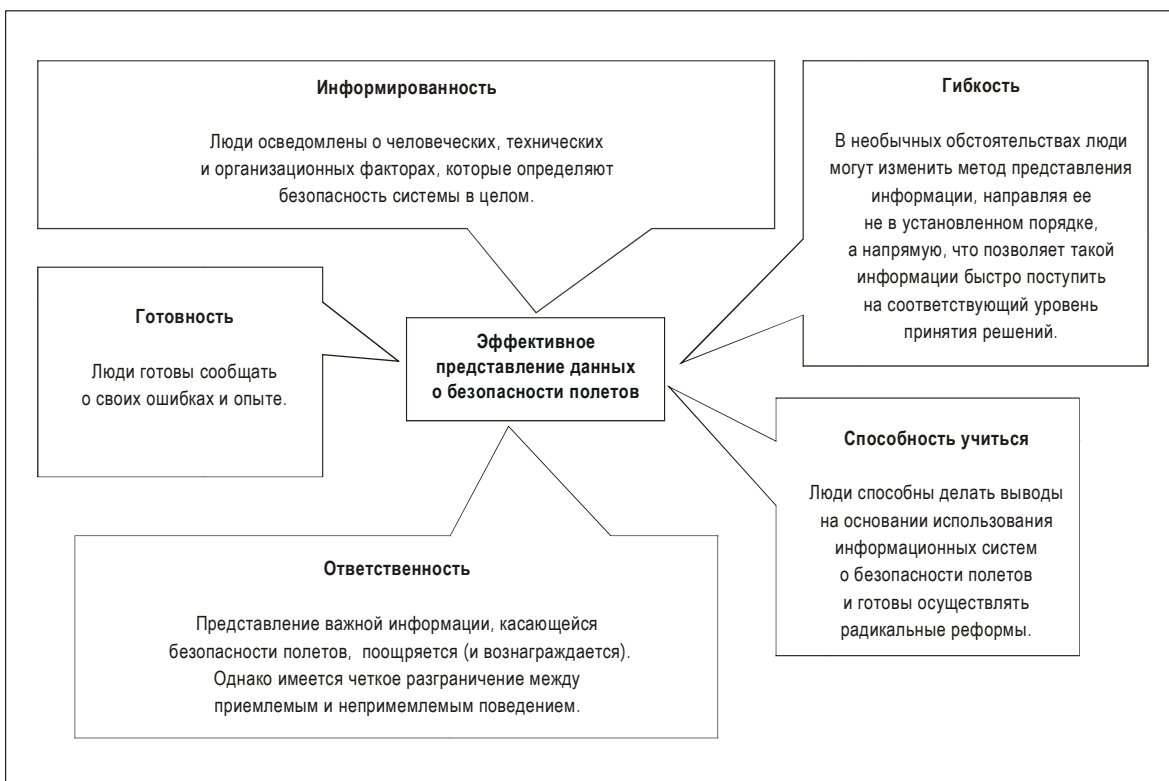 Информированность
Люди осведомлены о человеческих, технических
и организационных факторах, которые определяют
безопасность системы в целом.
Гибкость
В необычных обстоятельствах люди
могут изменить метод представления
информации, направляя ее
не в установленном порядке,
а напрямую, что позволяет такой
информации быстро поступить
на соответствующий уровень
принятия решений.
Готовность
Люди готовы сообщать
о своих ошибках и опыте.
Эффективное
представление данных
о безопасности полетов
Способность учиться
Люди способны делать выводы
на основании использования
информационных систем
о безопасности полетов
и готовы осуществлять
радикальные реформы.
Ответственность
Представление важной информации, касающейся
безопасности полетов, поощряется (и вознаграждается).
Однако имеется четкое разграничение между
приемлемым и непримемлемым поведением.